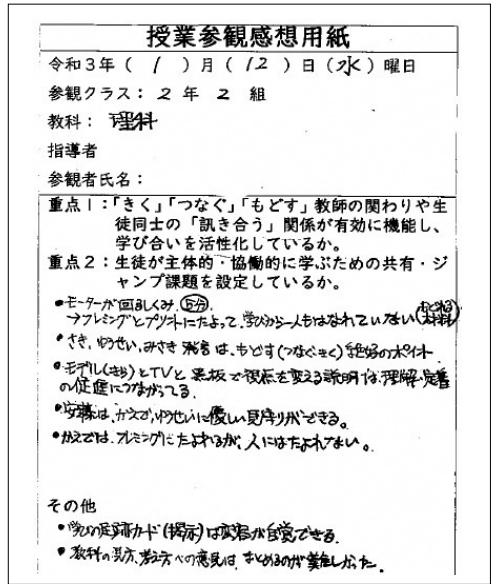 授業参観感想用紙
令和3年（1）月（12）日（水）曜日
参観クラス：2年2組
教科：理科
指導者
参観者氏名：
重点1：「きく」「つなぐ」「もどす」教師の関わりや生
徒同士の「訊き合う」関係が有効に機能し、
学び合いを活性化しているか。
重点2：生徒が主体的・協働的に学ぶための共有・ジ
ャンプ課題を設定しているか。
•モーターが回るしくみ
→フレミングとプリントにたよって、学びから一人もはなれていない
•さき、ゆうせい、みさき 発言は、もどす（つなぐ・きく）絶好のポイント
•モデル(さら)とTVと黒板で視点を変える説明は、理解・定着
の促進につながってる。
•安藤は、かえで、ゆうせいに優しい見守りができる。
•かえでは、フレミングにたよれるが、人にはたよれない。
その他
•学びの足跡カード（掲示）は変容が自覚できる。
•教科の見方、考え方への意見は、まとめるのが難しかった。